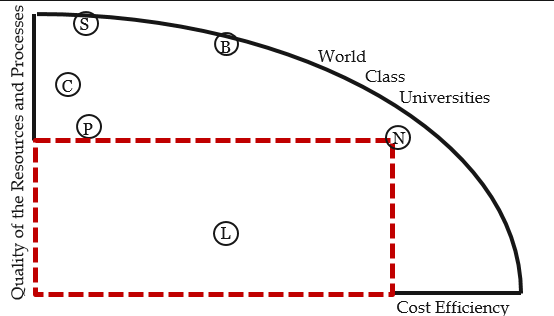 Quality of the Resources and Processes
S
B
World
Class
Universities
C
P
N
L
Cost Efficiency